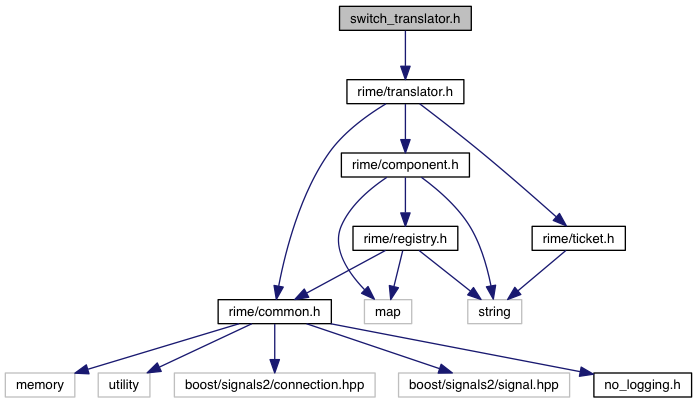 switch_translator.h
rime/translator.h
rime/component.h
rime/registry.h
rime/ticket.h
rime/common.h
map
string
memory
utility
boost/signals2/connection.hpp
boost/signals2/signal.hpp
no_logging.h